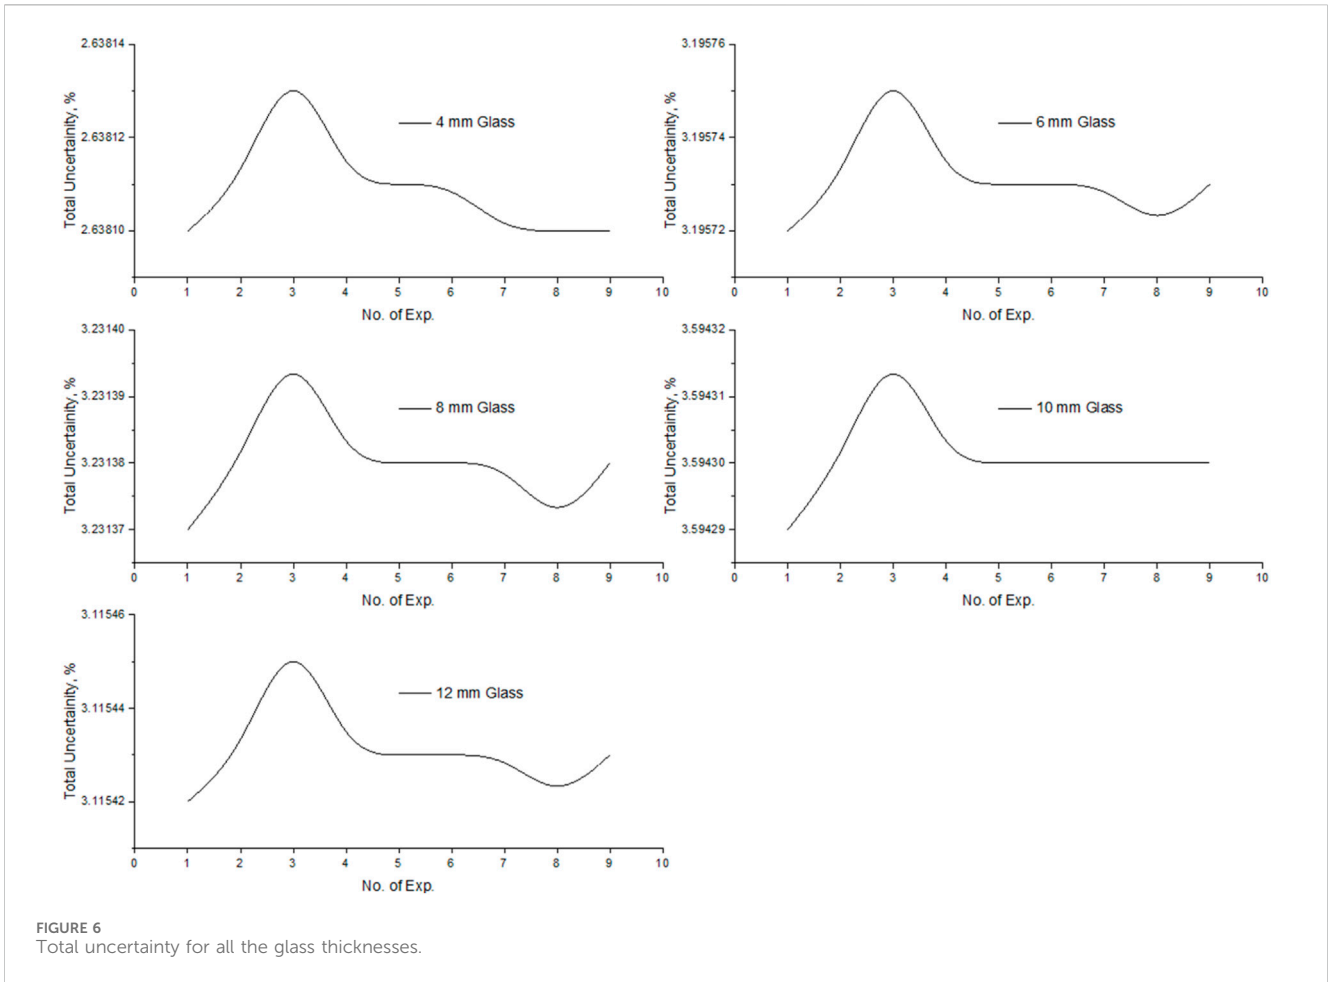 2.63814
2.63812
2.63810
Total Uncertainity, %
4 mm Glass
0 1 2 3 4 5 6 7 8 9 10
No. of Exp.
3.19576
3.19574
3.19572
Total Uncertainity, %
6 mm Glass
0 1 2 3 4 5 6 7 8 9 10
No. of Exp.
3.23140
3.23139
3.23138
3.23137
Total Uncertainity, %
8 mm Glass
0 1 2 3 4 5 6 7 8 9 10
No. of Exp.
3.59432
3.59431
3.59430
3.59429
Total Uncertainity, %
10 mm Glass
0 1 2 3 4 5 6 7 8 9 10
No. of Exp.
3.11546
3.11544
3.11542
Total Uncertainity, %
12 mm Glass
0 1 2 3 4 5 6 7 8 9 10
No. of Exp.
FIGURE 6
Total uncertainty for all the glass thicknesses.